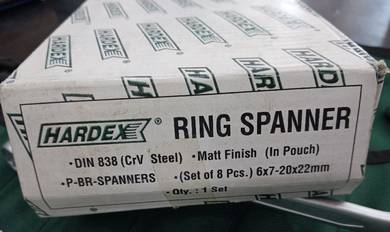 HARDEX® RING SPANNER
•DIN 838 (CrV Steel) •Matt Finish (In Pouch)
•P-BR-SPANNERS •(Set of 8 Pcs.) 6x7-20x22mm
•Qty. : 1 Set